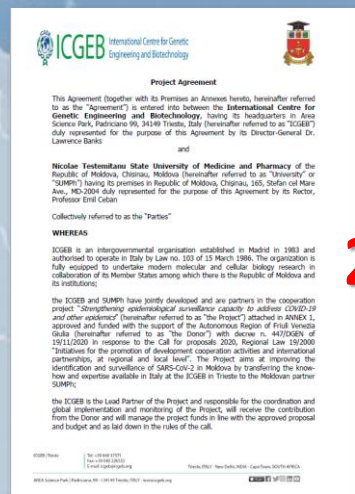 ICGEB International Centre for Genetic
Engineering and Biotechnology
Project Agreement
This Agreement (together with its Premises an Annexes hereto, hereinafter referred
to as the "Agreement") is entered into between the International Centre for
Genetic Engineering and Biotechnology, having its headquarters in Area
Science Park, Padriciano 99, 34149 Trieste, Italy (hereinafter referred to as "ICGEB")
duly represented for the purpose of this Agreement by its Director-General Dr.
Lawrence Banks
and
Nicolae Testemitanu State University of Medicine and Pharmacy of the
Republic of Moldova, Chisinau, Moldova (hereinafter referred to as "University" or
"SUMPh") having its premises in Republic of Moldova, Chişinau, 165, Stefan cel Mare
Ave., MD-2004 duly represented for the purpose of this Agreement by its Rector,
Professor Emil Ceban
Collectively referred to as the "Parties"
WHEREAS
ICGEB is an intergovernmental organisation established in Madrid in 1983 and
authorised to operate in Italy by Law no. 103 of 15 March 1986. The organization is
fully equipped to undertake modern molecular and cellular biology research in
collaboration of its Member States among which there is the Republic of Moldova and
its institutions;
the ICGEB and SUMPh have jointly developed and are partners in the cooperation
project "Strengthening epidemiological surveillance capacity to address COVID-19
and other epidemics" (hereinafter referred to as "the Project") attached in ANNEX 1,
approved and funded with the support of the Autonomous Region of Friuli Venezia
Giulia (hereinafter referred to as "the Donor") with decree n. 447/DGEN of
19/11/2020 in response to the Call for proposals 2020, Regional Law 19/2000
"Initiatives for the promotion of development cooperation activities and international
partnerships, at regional and local level". The Project aims at improving the
identification and surveillance of SARS-CoV-2 in Moldova by transferring the know-
how and expertise available in Italy at the ICGEB in Trieste to the Moldovan partner
SUMPh;
the ICGEB is the Lead Partner of the Project and responsible for the coordination and
global implementation and monitoring of the Project, will receive the contribution
from the Donor and will manage the project funds in line with the approved proposal
and budget and as laid down in the rules of the call.
Trieste, ITALY - New Delhi, INDIA - Cape Town, SOUTH AFRICA